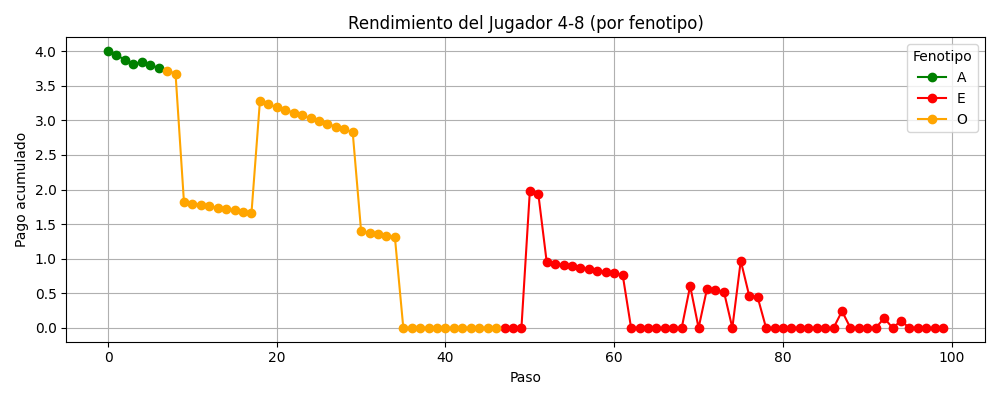 Rendimiento del Jugador 4-8 (por fenotipo)
Pago acumulado
4.0
3.5
3.0
2.5
2.0
1.5
1.0
0.5
0.0
0
20
40
60
80
100
Paso
Fenotipo
A
E
O